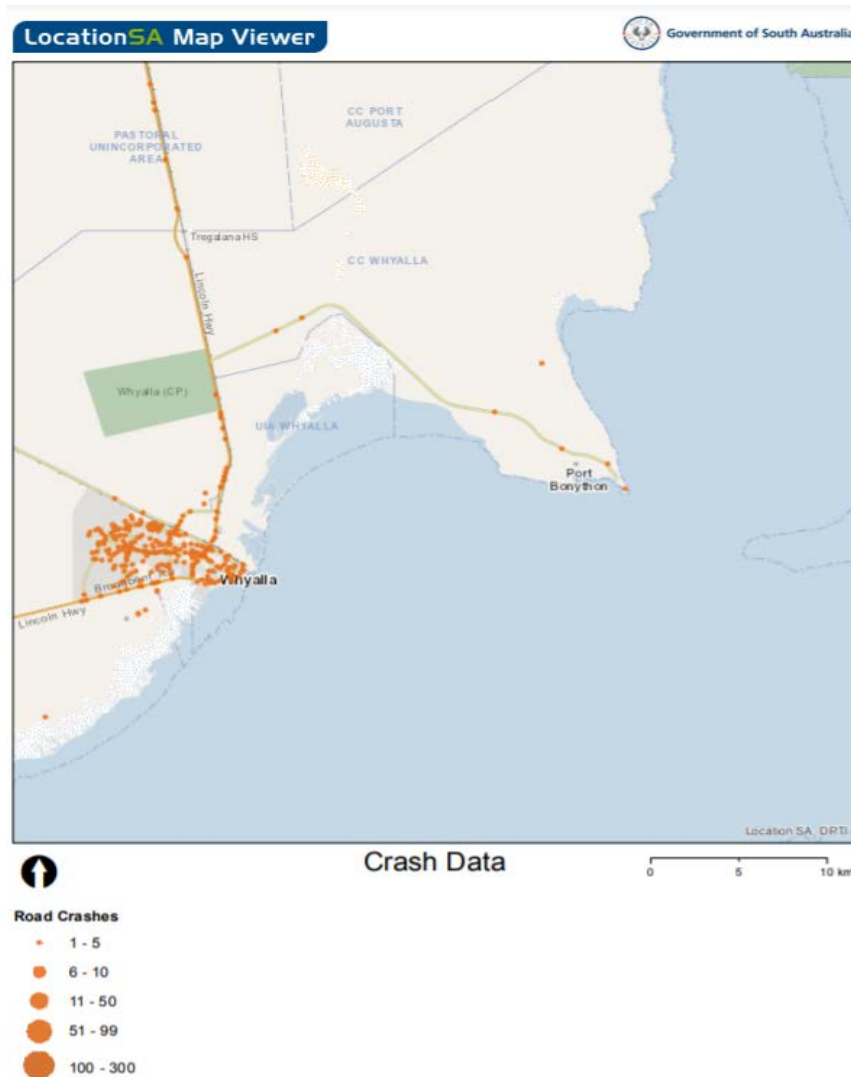 LocationSA Map Viewer
Government of South Australia
CC PORT
AUGUSTA
PASTORAL
UNINCORPORATED
AREA
Tregalana HS
CC WHYALLA
Lincoln Hwy
Whyalla (CP)
UIA WHYALLA
Port
Bonython
Whyalla
Lincoln Hwy
Location SA, DPTI
Crash Data
0 5 10 km
Road Crashes
1 - 5
6 - 10
11 - 50
51 - 99
100 - 300